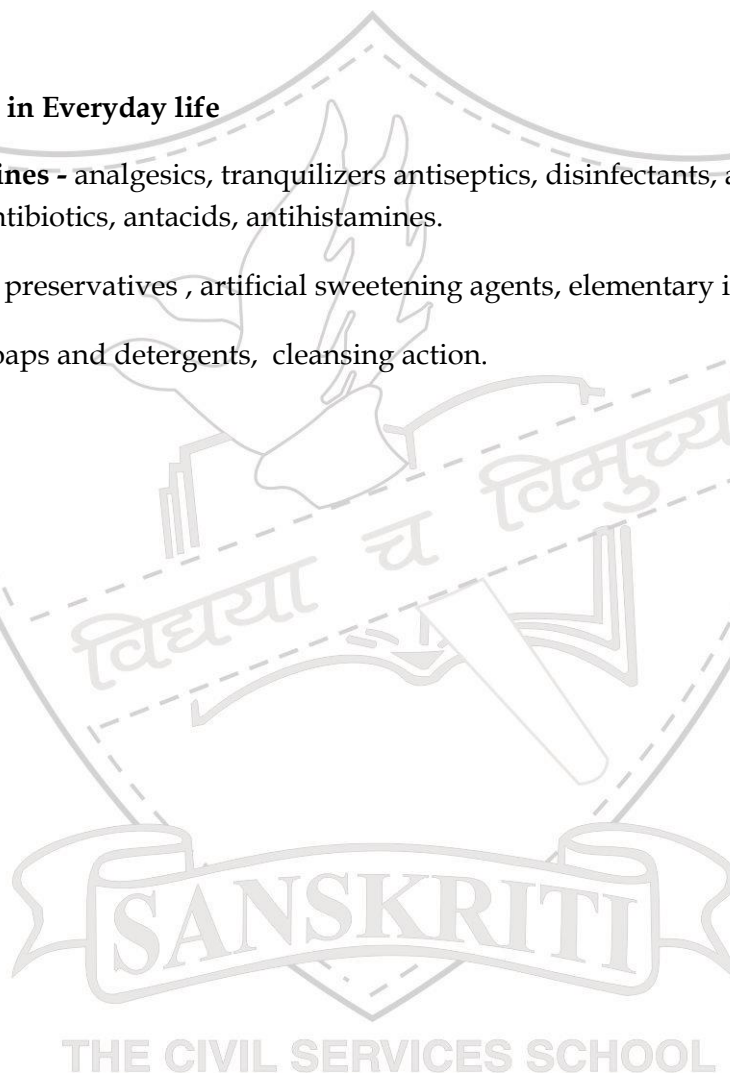 in Everyday life
ines - analgesics, tranquilizers antiseptics, disinfectants, a
ntibiotics, antacids, antihistamines.
preservatives , artificial sweetening agents, elementary i
oaps and detergents, cleansing action.
विद्यया च विमुच्य
SANSKRITI
THE CIVIL SERVICES SCHOOL